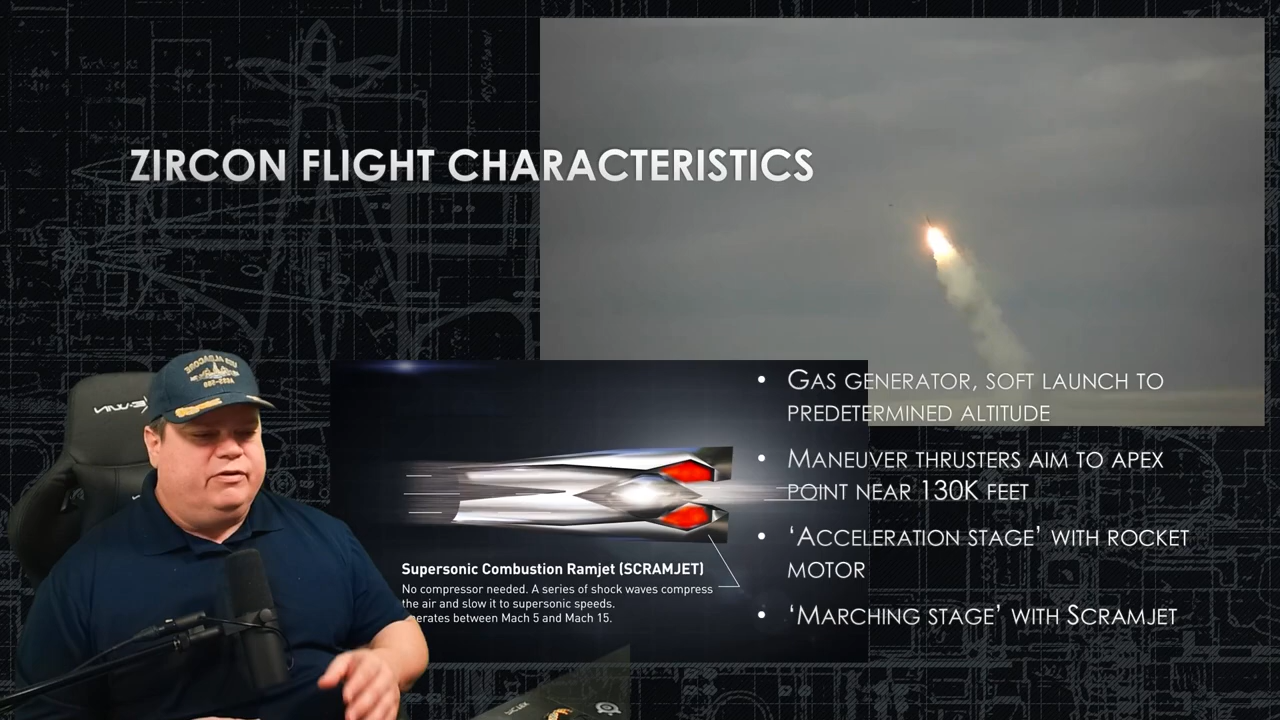 ZIRCON FLIGHT CHARACTERISTICS
• GAS GENERATOR, SOFT LAUNCH TO
PREDETERMINED ALTITUDE
• MANEUVER THRUSTERS AIM TO APEX
POINT NEAR 130K FEET
• ‘ACCELERATION STAGE’ WITH ROCKET
MOTOR
• ‘MARCHING STAGE’ WITH SCRAMJET
Supersonic Combustion Ramjet (SCRAMJET)
No compressor needed. A series of shock waves compress
the air and slow it to supersonic speeds.
between Mach 5 and Mach 15.
USS ALBACORE